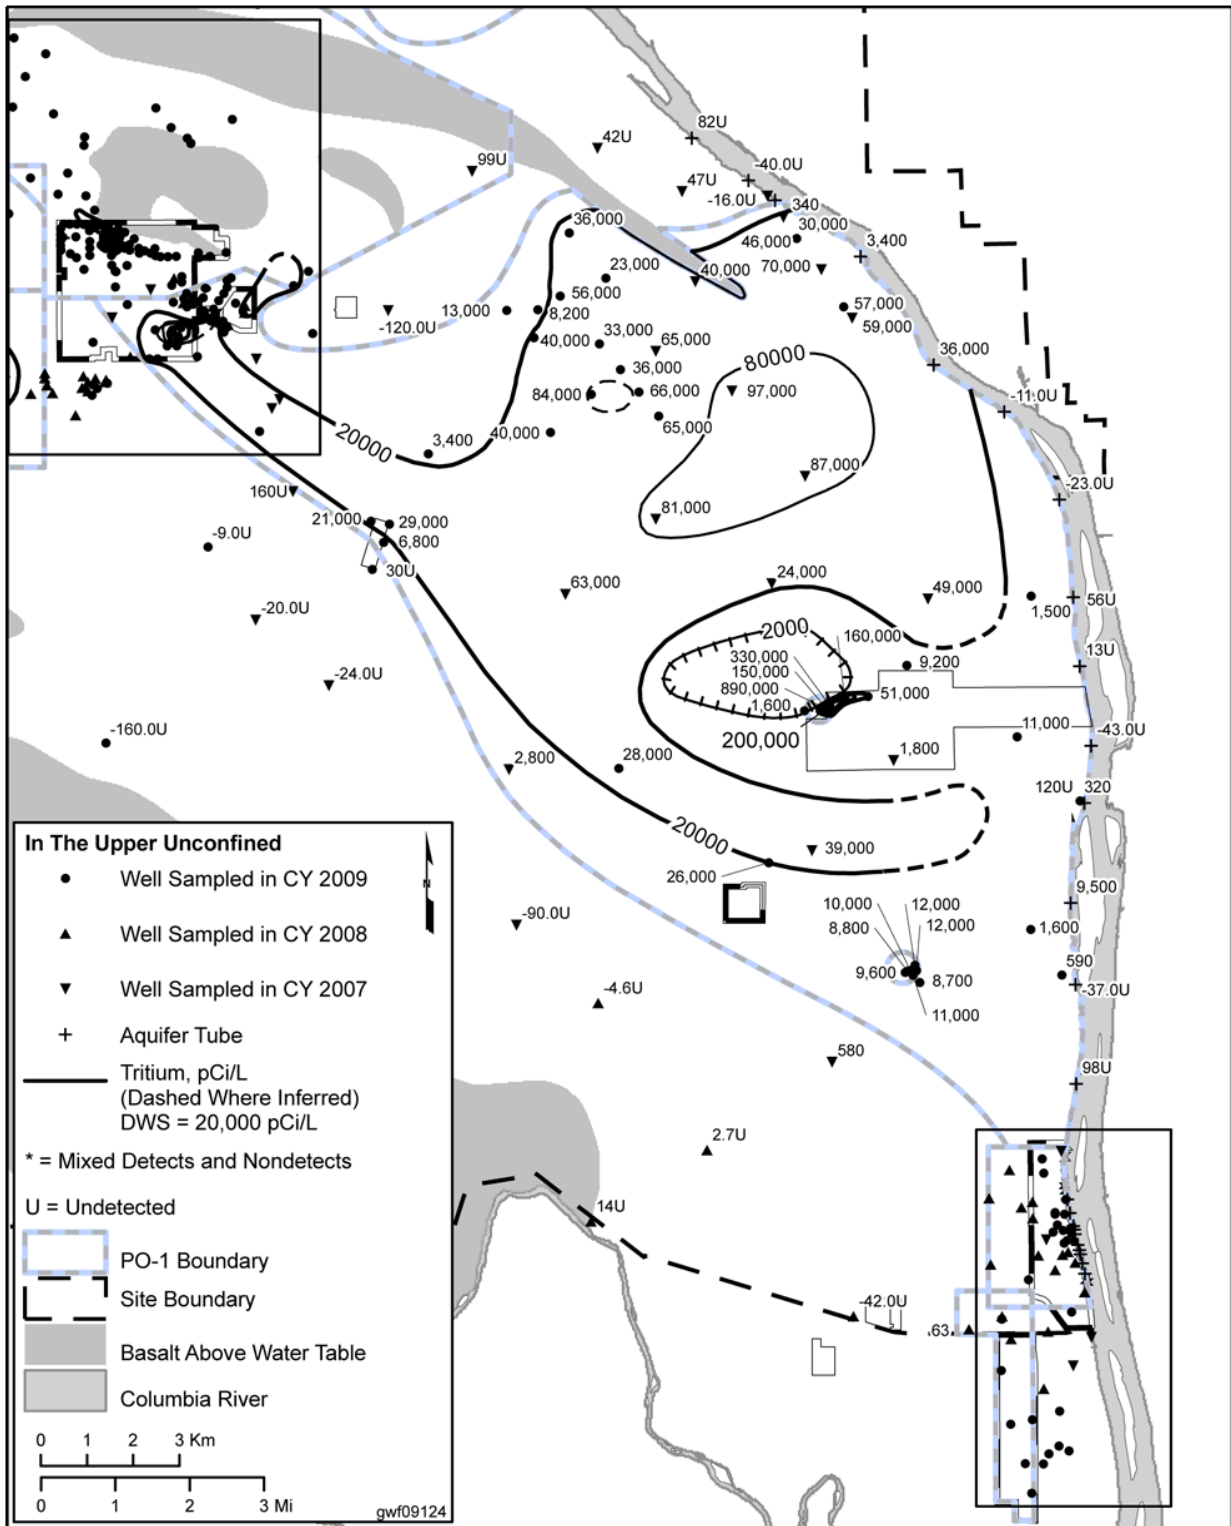 82U
42U
-40.0U
99U
47U
-16.0U
340
36,000
30,000
46,000
3,400
23,000
40,000
70,000
56,000
13,000
8,200
57,000
-120.0U
59,000
33,000
40,000
65,000
80000
36,000
36,000
84,000
66,000
97,000
-11.0U
65,000
20000
3,400
40,000
87,000
160U
-23.0U
21,000
29,000
81,000
-9.0U
6,800
30U
24,000
63,000
49,000
56U
1,500
-20.0U
2000
160,000
330,000
9,200
13U
150,000
-24.0U
890,000
51,000
1,600
11,000
-160.0U
200,000
-43.0U
2,800
28,000
1,800
120U
320
20000
39,000
26,000
9,500
10,000
12,000
-90.0U
8,800
12,000
1,600
9,600
8,700
590
-37.0U
-4.6U
11,000
580
98U
2.7U
14U
-42.0U
63
In The Upper Unconfined
Well Sampled in CY 2009
Well Sampled in CY 2008
Well Sampled in CY 2007
Aquifer Tube
Tritium, pCi/L
(Dashed Where Inferred)
DWS = 20,000 pCi/L
* = Mixed Detects and Nondetects
U = Undetected
PO-1 Boundary
Site Boundary
Basalt Above Water Table
Columbia River
0 1 2 3 Km
0 1 2 3 Mi
gwf09124
N